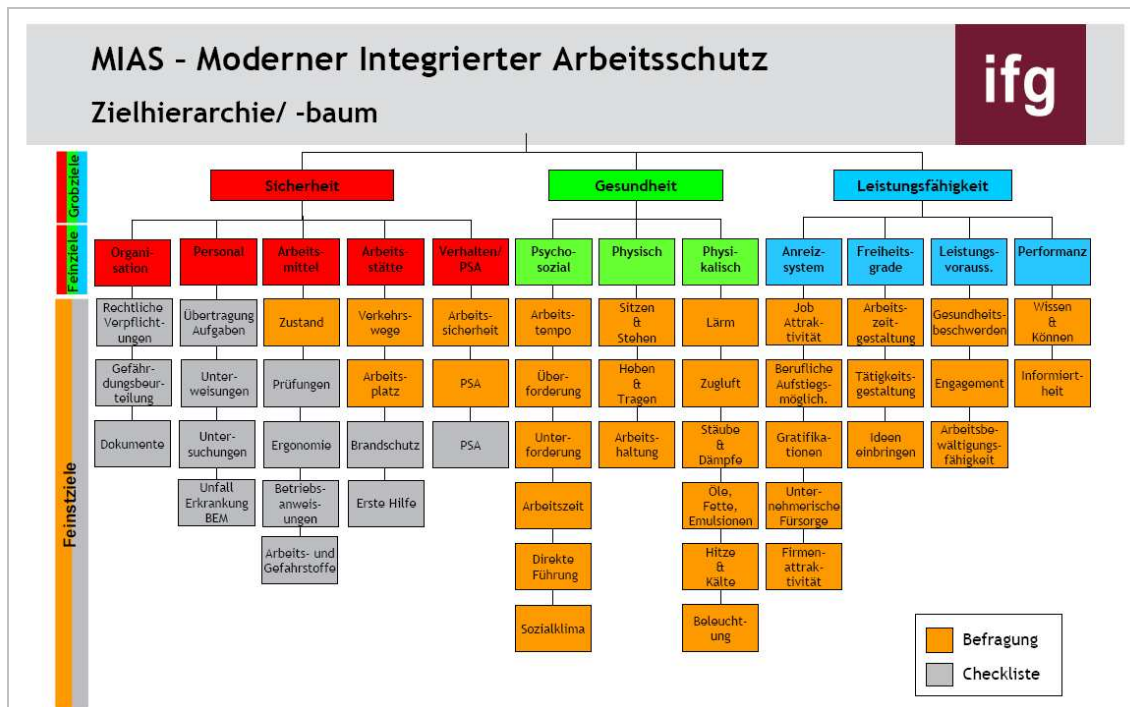 MIAS – Moderner Integrierter Arbeitsschutz
Zielhierarchie/ -baum
ifg
Grobziele
Sicherheit
Gesundheit
Leistungsfähigkeit
Feinziele
Organi-
sation
Personal
Arbeits-
mittel
Arbeits-
stätte
Verhalten/
PSA
Psycho-
sozial
Physisch
Physi-
kalisch
Anreiz-
system
Freiheits-
grade
Leistungs-
vorauss.
Performanz
Feinstziele
Rechtliche
Verpflicht-
ungen
Gefähr-
dungsbeur-
teilung
Dokumente
Übertragung
Aufgaben
Unter-
weisungen
Unter-
suchungen
Unfall
Erkrankung
BEM
Zustand
Prüfungen
Ergonomie
Betriebs-
anweis-
ungen
Arbeits- und
Gefahrstoffe
Verkehrs-
wege
Arbeits-
platz
Brandschutz
Erste Hilfe
Arbeits-
sicherheit
PSA
PSA
Arbeits-
tempo
Über-
forderung
Unter-
forderung
Arbeitszeit
Direkte
Führung
Sozialklima
Sitzen
&
Stehen
Heben
&
Tragen
Arbeits-
haltung
Lärm
Zugluft
Stäube
&
Dämpfe
Öle,
Fette,
Emulsionen
Hitze
&
Kälte
Beleucht-
ung
Job
Attrak-
tivität
Berufliche
Aufstiegs-
möglich.
Gratifika-
tionen
Unter-
nehmerische
Fürsorge
Firmen-
attrak-
tivität
Arbeits-
zeit-
gestaltung
Tätigkeits-
gestaltung
Ideen
einbringen
Gesundheits-
beschwerden
Engagement
Arbeitsbe-
wältigungs-
fähigkeit
Wissen
&
Können
Informiert-
heit
Befragung
Checkliste